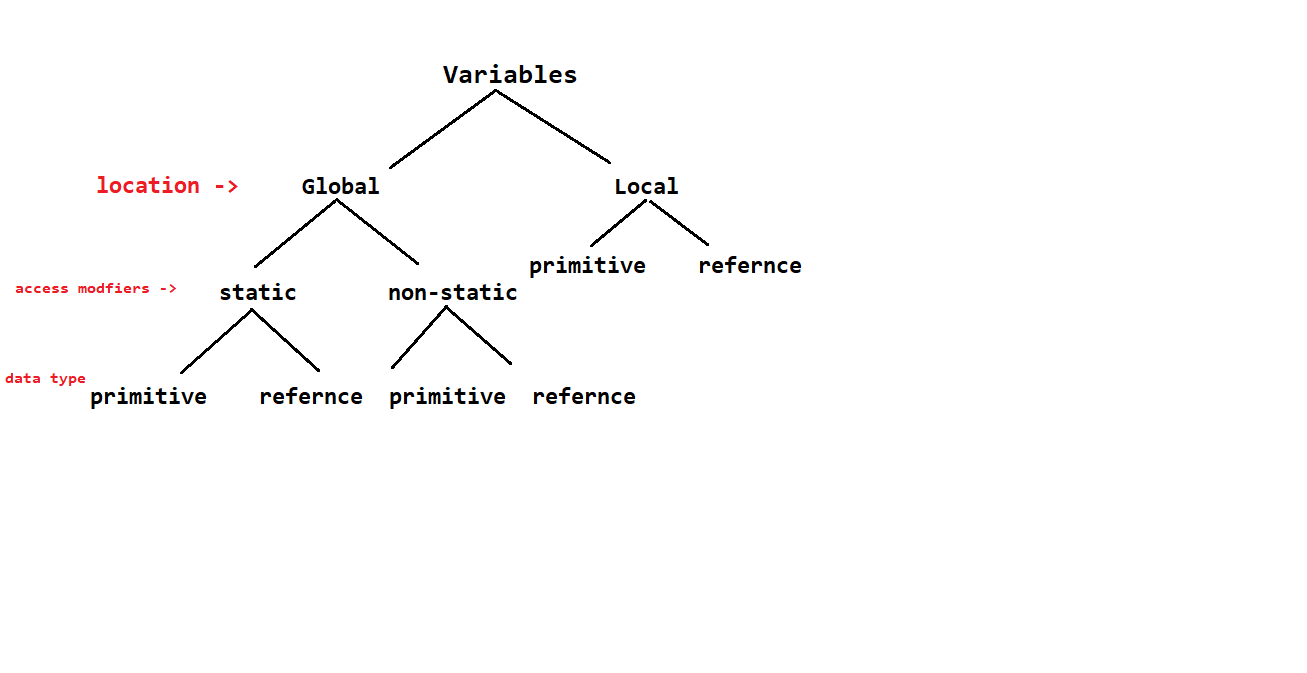 Variables
location -> Global Local
primitive refernce
access modfiers -> static non-static
data type
primitive refernce primitive refernce